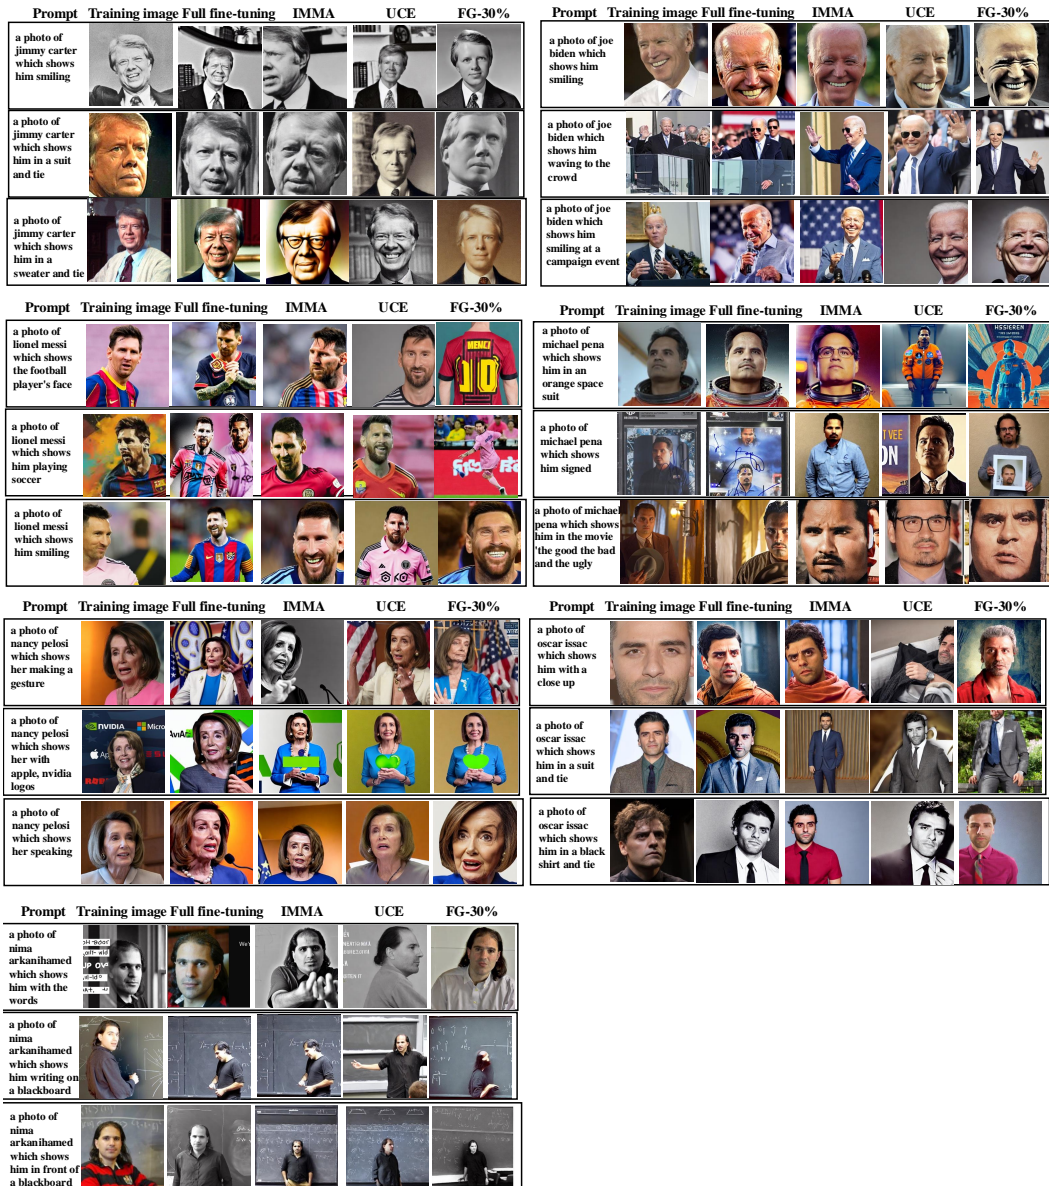 Prompt Training image Full fine-tuning IMMA UCE FG-30%
a photo of
jimmy carter
which shows
him smiling
a photo of
jimmy carter
which shows
him in a suit
and tie
a photo of
jimmy carter
which shows
him in a
sweater and tie
Prompt Training image Full fine-tuning IMMA UCE FG-30%
a photo of joe
biden which
shows him
smiling
a photo of joe
biden which
shows him
waving to the
crowd
a photo of joe
biden which
shows him
smiling at a
campaign event
Prompt Training image Full fine-tuning IMMA UCE FG-30%
a photo of
lionel messi
which shows
the football
player's face
MENCI
10
a photo of
lionel messi
which shows
him playing
soccer
a photo of
lionel messi
which shows
him smiling
Prompt Training image Full fine-tuning IMMA UCE FG-30%
a photo of
michael pena
which shows
him in an
orange space
suit
HSSIEREN
a photo of
michael pena
which shows
him signed
T VEE
ON
a photo of michael
pena which shows
him in the movie
'the good the bad
and the ugly
Prompt Training image Full fine-tuning IMMA UCE FG-30%
a photo of
nancy pelosi
which shows
her making a
gesture
a photo of
nancy pelosi
which shows
her with
apple, nvidia
logos
NVIDIA Micro
Ap
a photo of
nancy pelosi
which shows
her speaking
Prompt Training image Full fine-tuning IMMA UCE FG-30%
a photo of
oscar issac
which shows
him with a
close up
a photo of
oscar issac
which shows
him in a suit
and tie
a photo of
oscar issac
which shows
him in a black
shirt and tie
Prompt Training image Full fine-tuning IMMA UCE FG-30%
a photo of
nima
arkanihamed
which shows
him with the
words
UP
We'
a photo of
nima
arkanihamed
which shows
him writing on
a blackboard
a photo of
nima
arkanihamed
which shows
him in front of
a blackboard